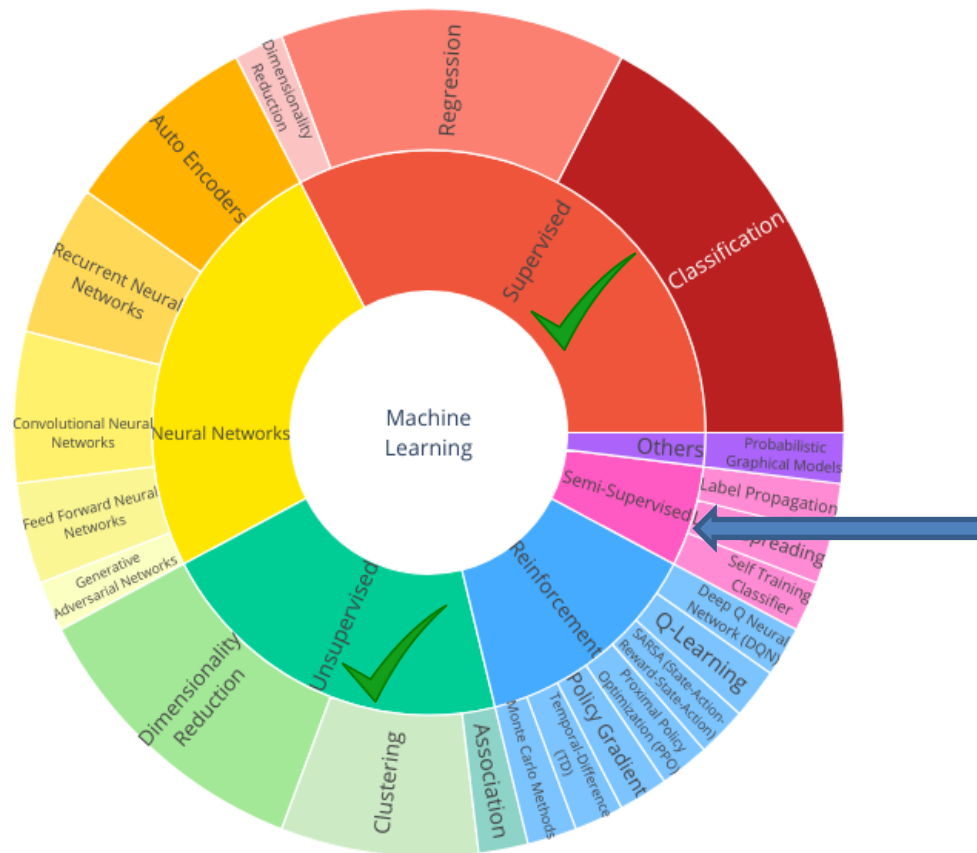 Machine
Learning
Supervised
Classification
Regression
Dimensionality
Reduction
Neural Networks
Auto Encoders
Recurrent Neural
Networks
Convolutional Neural
Networks
Feed Forward Neural
Networks
Generative
Adversarial Networks
Unsupervised
Dimensionality
Reduction
Clustering
Association
Reinforcement
Monte Carlo Methods
Temporal-Difference
(TD)
Policy Gradient
Proximal Policy
Optimization (PPO)
SARSA (State-Action-
Reward-State-Action)
Q-Learning
Deep Q Neural
Network (DQN)
Semi-Supervised
Self Training
Classifier
Label Propagation
Others
Probabilistic
Graphical Models